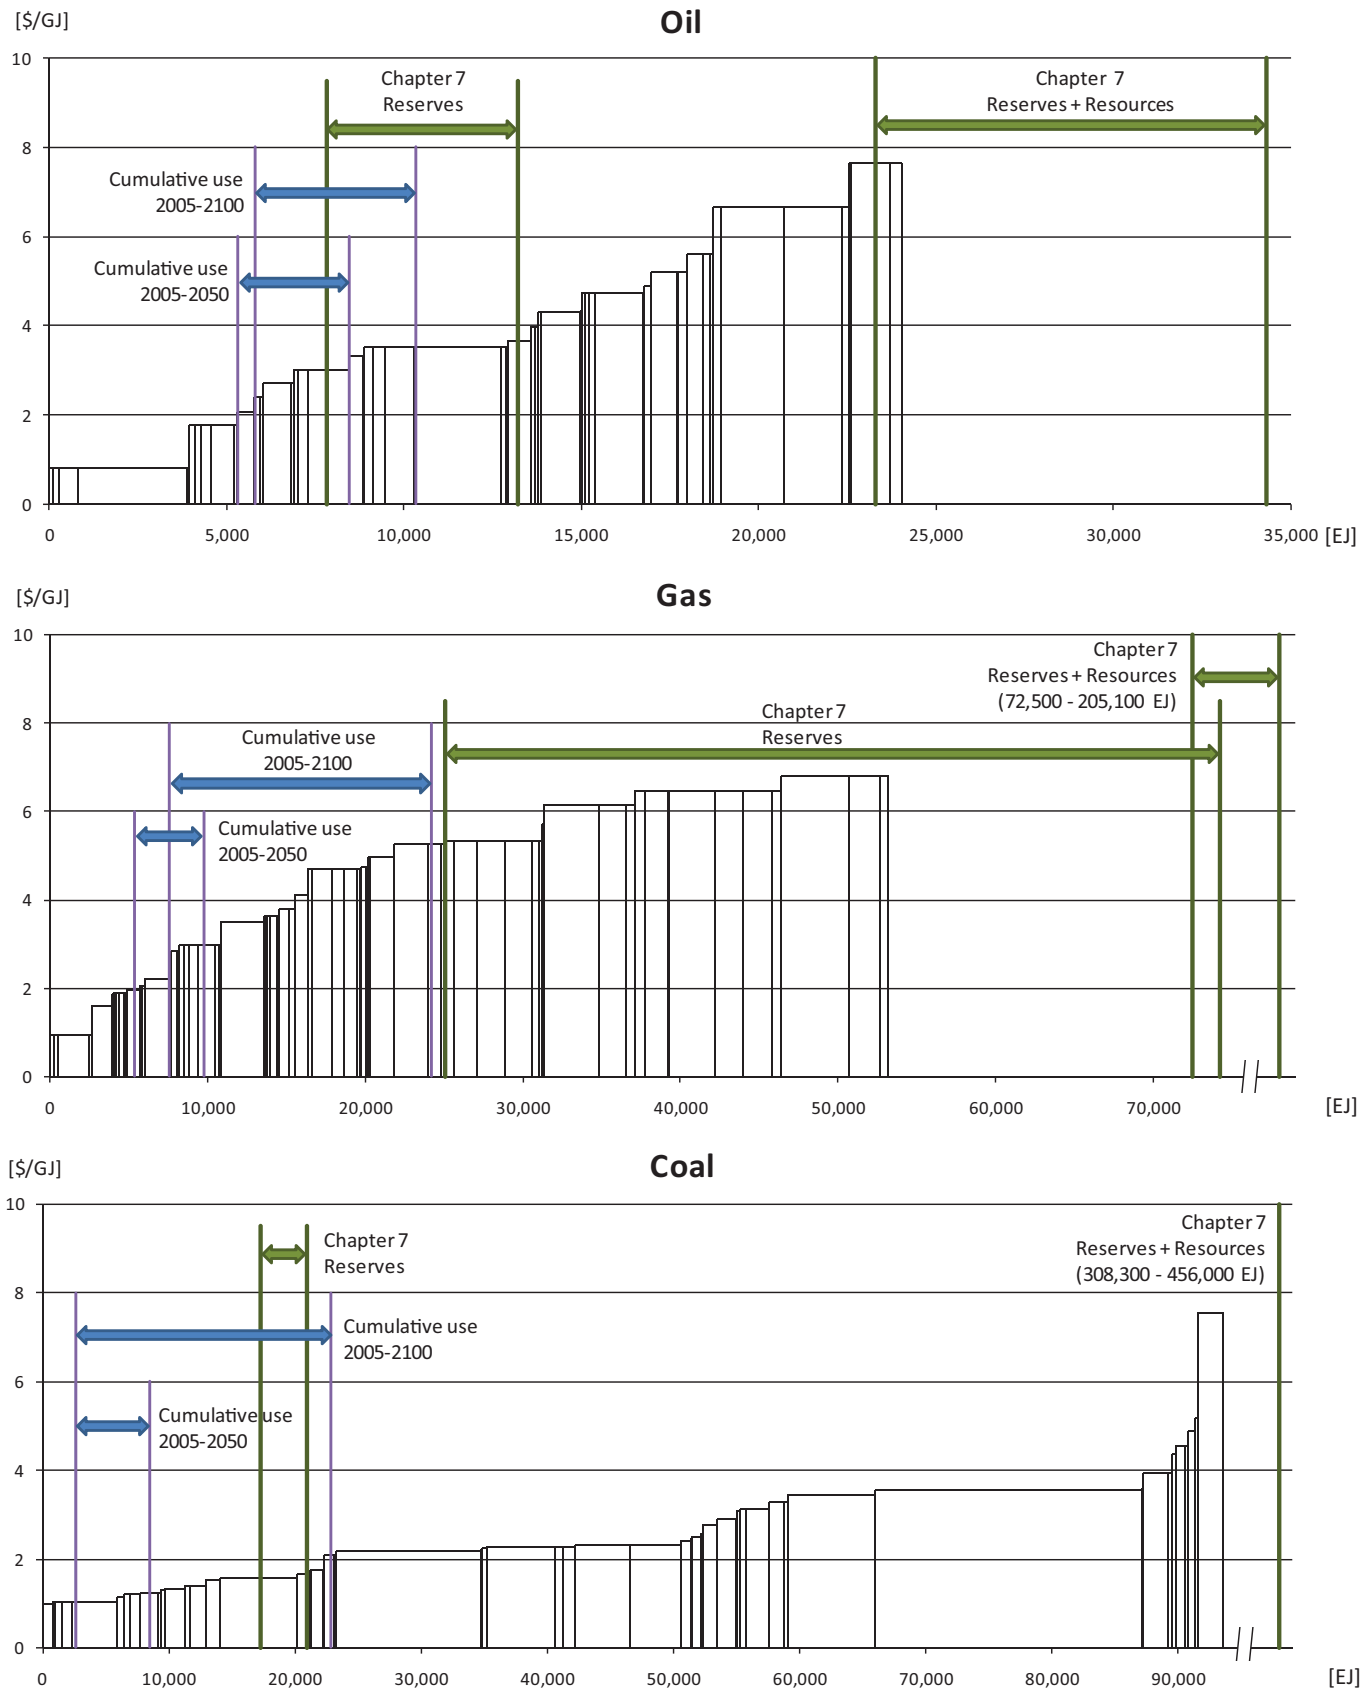 [$/GJ]
Oil
10
8
6
4
2
0
Chapter 7
Reserves
Chapter 7
Reserves + Resources
Cumulative use
2005-2100
Cumulative use
2005-2050
0 5,000 10,000 15,000 20,000 25,000 30,000 35,000 [EJ]
[$/GJ]
Gas
10
8
6
4
2
0
Chapter 7
Reserves + Resources
(72,500 - 205,100 EJ)
Chapter 7
Reserves
Cumulative use
2005-2100
Cumulative use
2005-2050
0 10,000 20,000 30,000 40,000 50,000 60,000 70,000 [EJ]
[$/GJ]
Coal
10
8
6
4
2
0
Chapter 7
Reserves
Chapter 7
Reserves + Resources
(308,300 - 456,000 EJ)
Cumulative use
2005-2100
Cumulative use
2005-2050
0 10,000 20,000 30,000 40,000 50,000 60,000 70,000 80,000 90,000 [EJ]